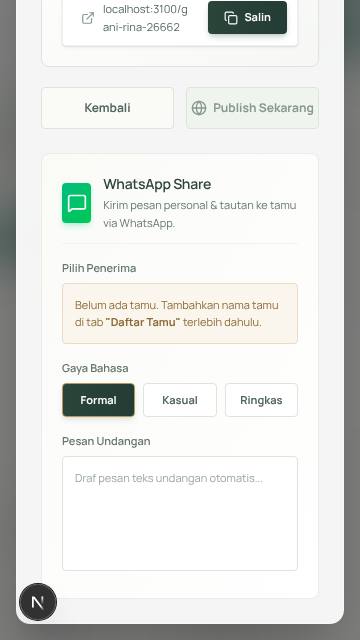 localhost:3100/g
ani-rina-26662
Salin
Kembali
Publish Sekarang
WhatsApp Share
Kirim pesan personal & tautan ke tamu
via WhatsApp.
Pilih Penerima
Belum ada tamu. Tambahkan nama tamu
di tab "Daftar Tamu" terlebih dahulu.
Gaya Bahasa
Formal
Kasual
Ringkas
Pesan Undangan
Draf pesan teks undangan otomatis...
N